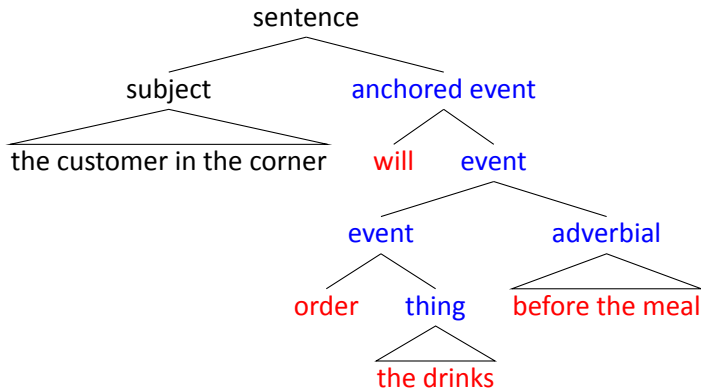 sentence
subject anchored event
the customer in the corner will event
event adverbial
order thing before the meal
the drinks